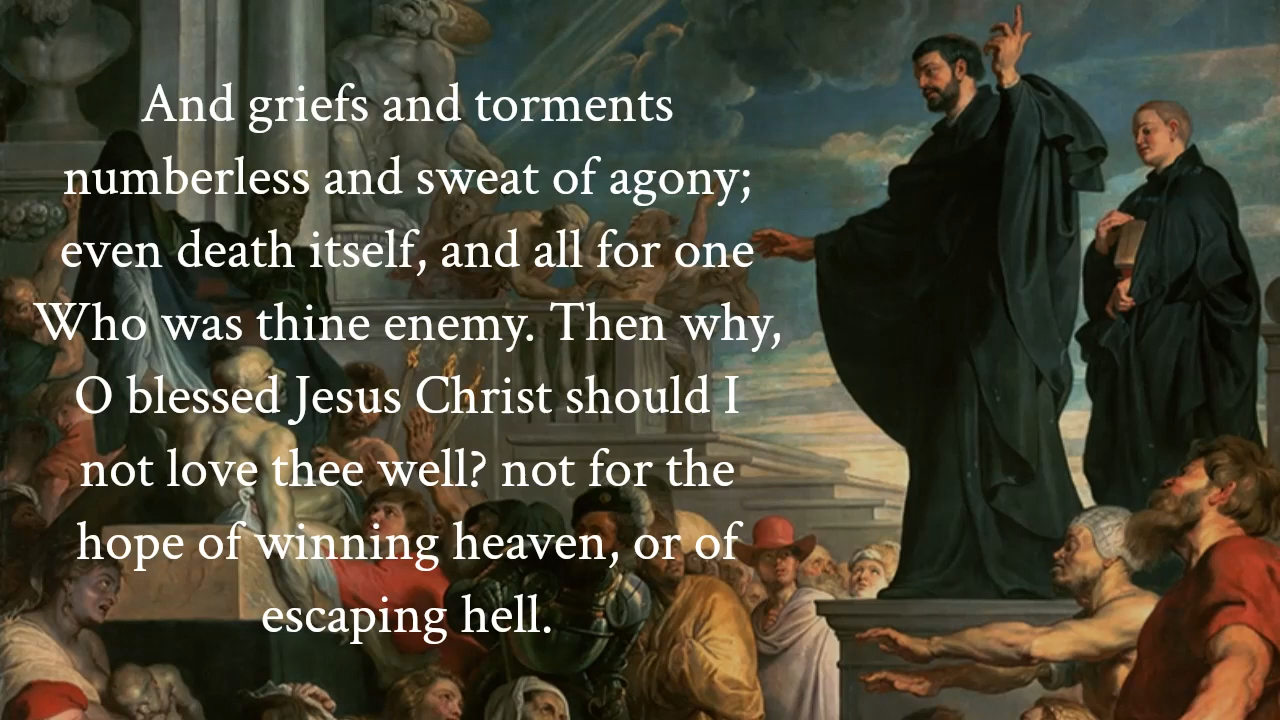 And griefs and torments
numberless and sweat of agony;
even death itself, and all for one
Who was thine enemy. Then why,
O blessed Jesus Christ should I
not love thee well? not for the
hope of winning heaven, or of
escaping hell.